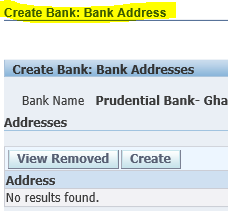 Create Bank: Bank Address
Create Bank: Bank Addresses
Bank Name Prudential Bank- Gha
Addresses
View Removed Create
Address
No results found.